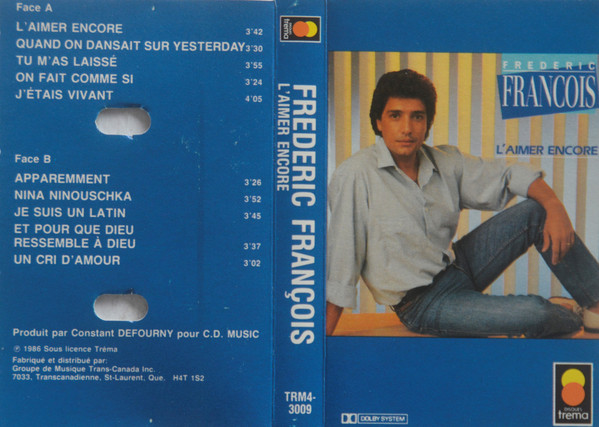 Face A
L'AIMER ENCORE 3'42
QUAND ON DANSAIT SUR YESTERDAY 3'30
TU M'AS LAISSÉ 3'55
ON FAIT COMME SI 3'24
J'ÉTAIS VIVANT 4'05
Face B
APPAREMMENT 3'26
NINA NINOUSCHKA 3'52
JE SUIS UN LATIN 3'45
ET POUR QUE DIEU
RESSEMBLE À DIEU 3'37
UN CRI D'AMOUR 3'02
Produit par Constant DEFOURNY pour C.D. MUSIC
℗ 1986 Sous licence Tréma
Fabriqué et distribué par:
Groupe de Musique Trans-Canada Inc.
7033, Transcanadienne, St-Laurent, Que, H4T 1S2
disques
trema
FREDERIC FRANÇOIS
L'AIMER ENCORE
TRM4-
3009
FREDERIC
FRANCOIS
L'AIMER ENCORE
DOLBY SYSTEM
disques
trema